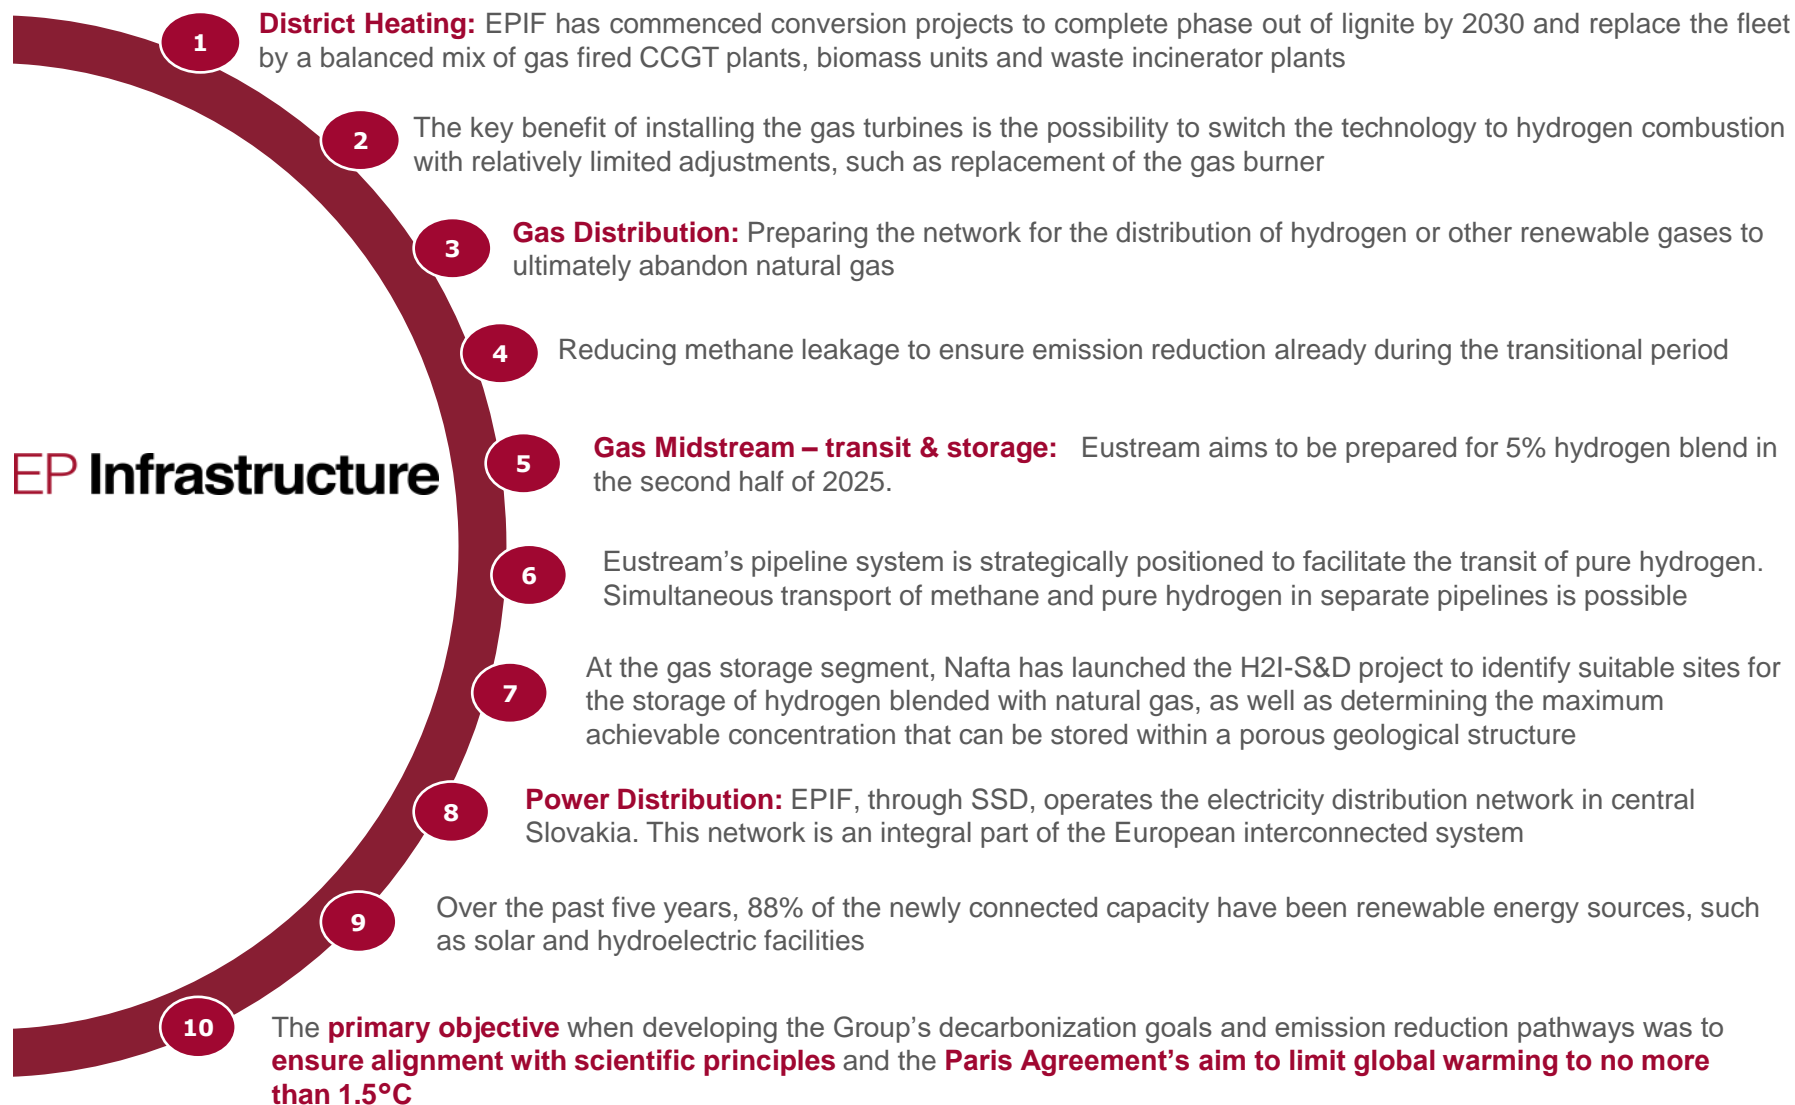 1
District Heating: EPIF has commenced conversion projects to complete phase out of lignite by 2030 and replace the fleet
by a balanced mix of gas fired CCGT plants, biomass units and waste incinerator plants
2
The key benefit of installing the gas turbines is the possibility to switch the technology to hydrogen combustion
with relatively limited adjustments, such as replacement of the gas burner
3
Gas Distribution: Preparing the network for the distribution of hydrogen or other renewable gases to
ultimately abandon natural gas
4
Reducing methane leakage to ensure emission reduction already during the transitional period
EP Infrastructure
5
Gas Midstream – transit & storage: Eustream aims to be prepared for 5% hydrogen blend in
the second half of 2025.
6
Eustream’s pipeline system is strategically positioned to facilitate the transit of pure hydrogen.
Simultaneous transport of methane and pure hydrogen in separate pipelines is possible
7
At the gas storage segment, Nafta has launched the H2I-S&D project to identify suitable sites for
the storage of hydrogen blended with natural gas, as well as determining the maximum
achievable concentration that can be stored within a porous geological structure
8
Power Distribution: EPIF, through SSD, operates the electricity distribution network in central
Slovakia. This network is an integral part of the European interconnected system
9
Over the past five years, 88% of the newly connected capacity have been renewable energy sources, such
as solar and hydroelectric facilities
10
The primary objective when developing the Group’s decarbonization goals and emission reduction pathways was to
ensure alignment with scientific principles and the Paris Agreement’s aim to limit global warming to no more
than 1.5°C